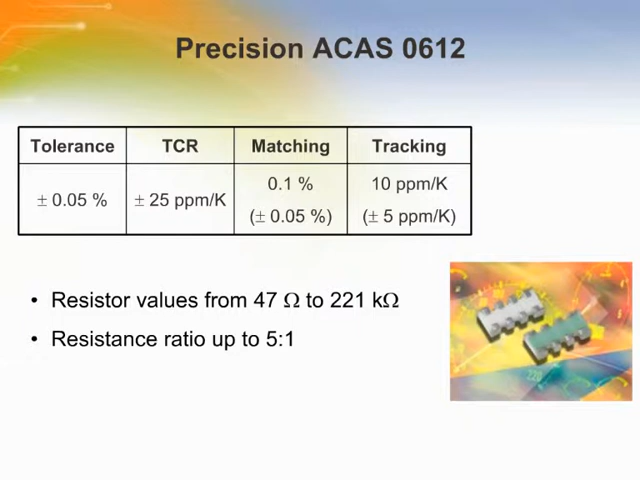 Precision ACAS 0612
Tolerance TCR Matching Tracking
± 0.05 % ± 25 ppm/K 0.1 % 10 ppm/K
(± 0.05 %) (± 5 ppm/K)
• Resistor values from 47 Ω to 221 kΩ
• Resistance ratio up to 5:1